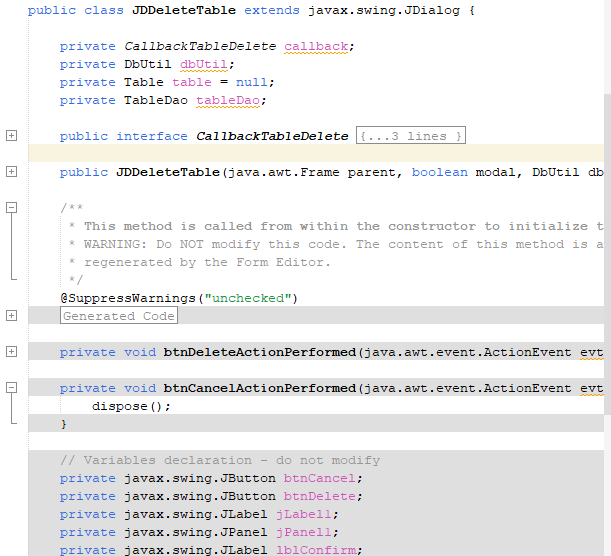 public class JDDeleteTable extends javax.swing.JDialog {
private CallbackTableDelete callback;
private DbUtil dbUtil;
private Table table = null;
private TableDao tableDao;
public interface CallbackTableDelete {...3 lines }
public JDDeleteTable(java.awt.Frame parent, boolean modal, DbUtil db
/**
* This method is called from within the constructor to initialize t
* WARNING: Do NOT modify this code. The content of this method is a
* regenerated by the Form Editor.
*/
@SuppressWarnings("unchecked")
Generated Code
private void btnDeleteActionPerformed(java.awt.event.ActionEvent evt
private void btnCancelActionPerformed(java.awt.event.ActionEvent evt
dispose();
}
// Variables declaration - do not modify
private javax.swing.JButton btnCancel;
private javax.swing.JButton btnDelete;
private javax.swing.JLabel jLabel1;
private javax.swing.JPanel jPanel1;
private javax.swing.JLabel lblConfirm;